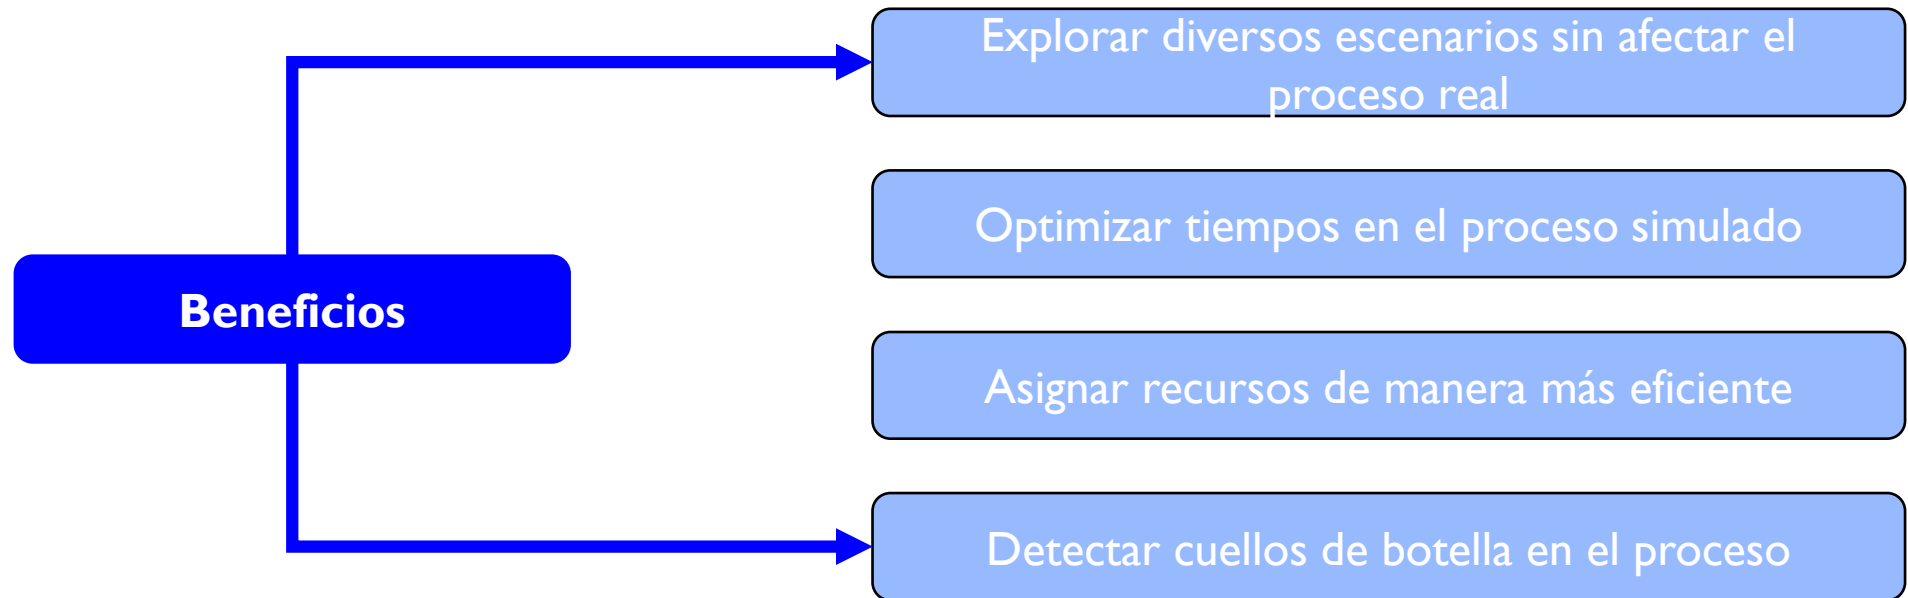 Explorar diversos escenarios sin afectar el
proceso real
Optimizar tiempos en el proceso simulado
Beneficios
Asignar recursos de manera más eficiente
Detectar cuellos de botella en el proceso